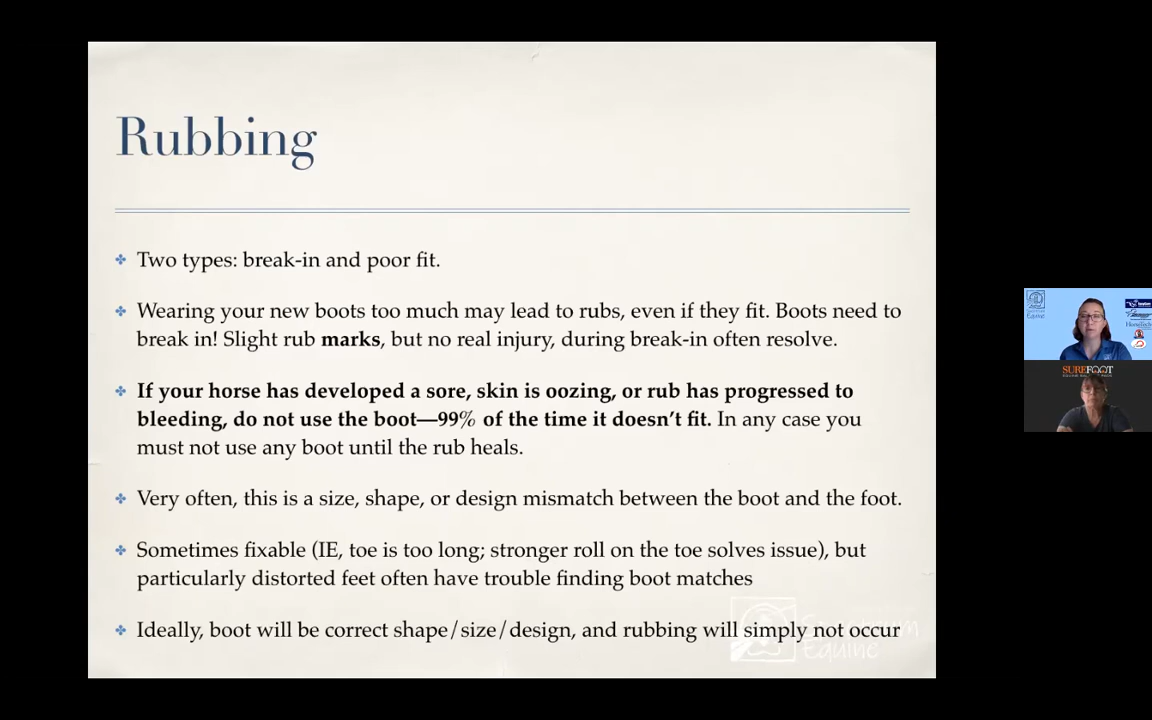 Rubbing
Two types: break-in and poor fit.
Wearing your new boots too much may lead to rubs, even if they fit. Boots need to
break in! Slight rub marks, but no real injury, during break-in often resolve.
If your horse has developed a sore, skin is oozing, or rub has progressed to
bleeding, do not use the boot—99% of the time it doesn't fit. In any case you
must not use any boot until the rub heals.
Very often, this is a size, shape, or design mismatch between the boot and the foot.
Sometimes fixable (IE, toe is too long; stronger roll on the toe solves issue), but
particularly distorted feet often have trouble finding boot matches
Ideally, boot will be correct shape/size/design, and rubbing will simply not occur
Spectrum
Equine
Equine
SUREFOOT